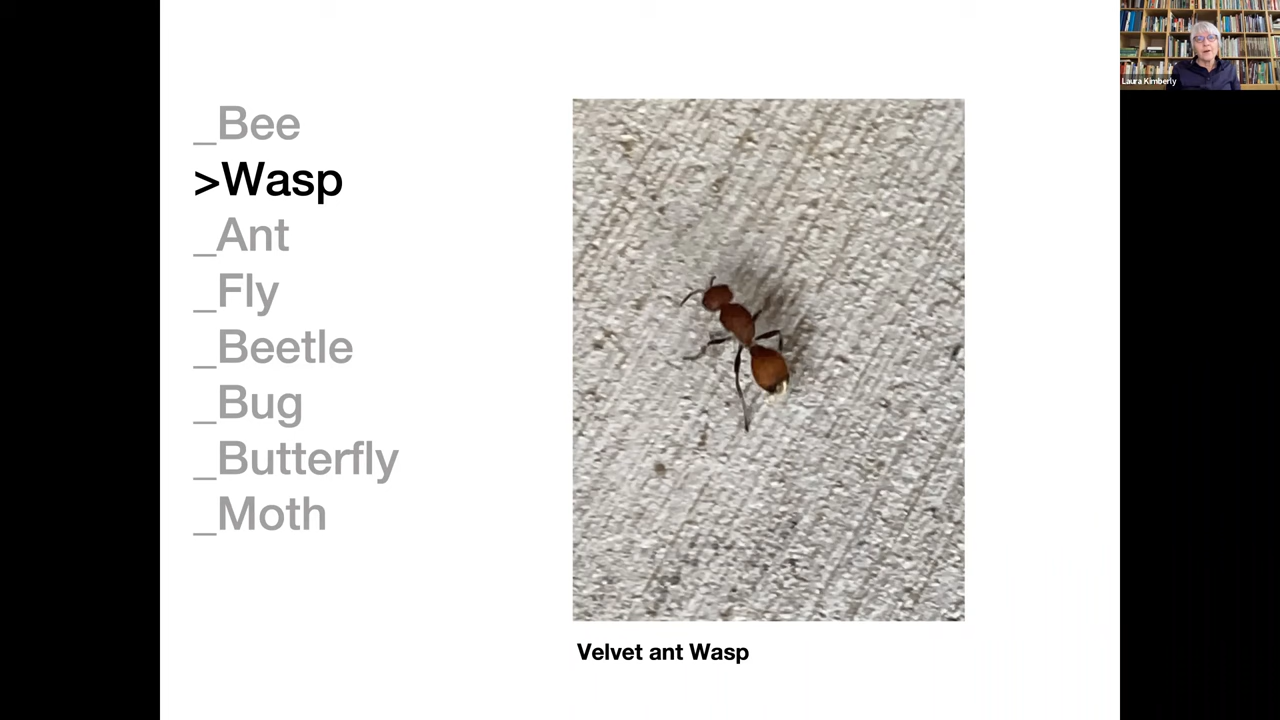 _Bee
>Wasp
_Ant
_Fly
_Beetle
_Bug
_Butterfly
_Moth
Velvet ant Wasp
Laura Kimberly